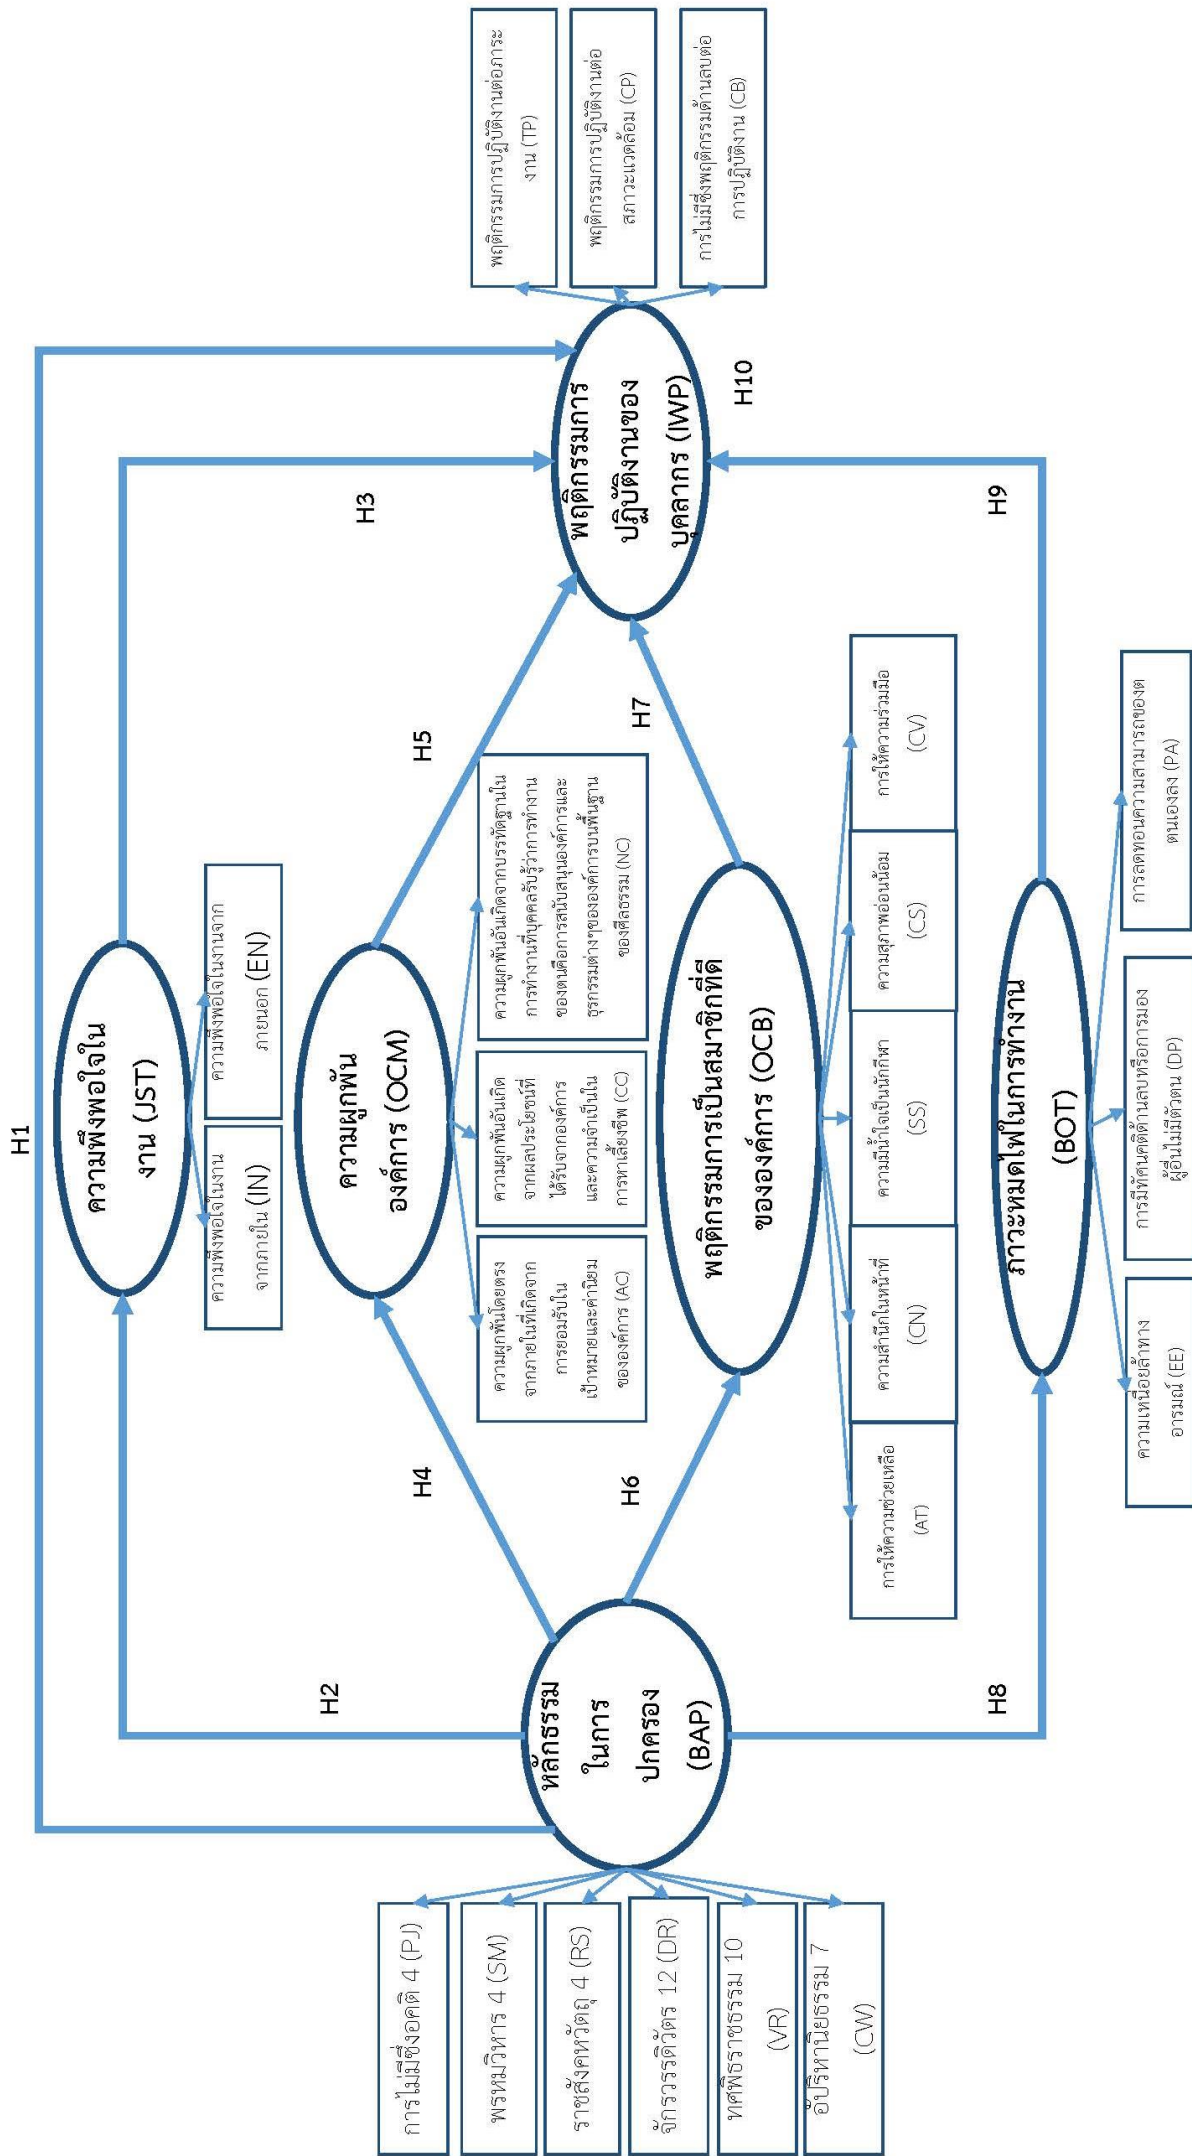 H1
ความพึงพอใจใน
งาน (JST)
ความพึงพอใจในงาน
จากภายใน (IN)
ความพึงพอใจในงานจาก
ภายนอก (EN)
H2
H3
การไม่มีซึ่งอคติ 4 (PJ)
พรหมวิหาร 4 (SM)
ราชสังคหวัตถุ 4 (RS)
จักรวรรดิวัตร 12 (DR)
ทศพิธราชธรรม 10
(VR)
อปริหานิยธรรม 7
(CW)
หลักธรรม
ในการ
ปกครอง
(BAP)
H4
ความผูกพัน
องค์การ (OCM)
H5
ความผูกพันโดยตรง
จากภายในที่เกิดจาก
การยอมรับใน
เป้าหมายและค่านิยม
ขององค์การ (AC)
ความผูกพันอันเกิด
จากผลประโยชน์ที่
ได้รับจากองค์การ
และความจำเป็นใน
การหาเลี้ยงชีพ (CC)
ความผูกพันอันเกิดจากบรรทัดฐานใน
การทำงานที่บุคคลรับรู้ว่าการทำงาน
ของตนคือการสนับสนุนองค์การและ
ธุรกรรมต่างๆขององค์การบนพื้นฐาน
ของศีลธรรม (NC)
พฤติกรรมการ
ปฏิบัติงานของ
บุคลากร (IWP)
พฤติกรรมการปฏิบัติงานต่อภาระ
งาน (TP)
พฤติกรรมการปฏิบัติงานต่อ
สภาวะแวดล้อม (CP)
การไม่มีซึ่งพฤติกรรมด้านลบต่อ
การปฏิบัติงาน (CB)
H6
H7
H10
พฤติกรรมการเป็นสมาชิกที่ดี
ขององค์การ (OCB)
การให้ความช่วยเหลือ
(AT)
ความสำนึกในหน้าที่
(CN)
ความมีน้ำใจเป็นนักกีฬา
(SS)
ความสุภาพอ่อนน้อม
(CS)
การให้ความร่วมมือ
(CV)
H8
H9
ภาวะหมดไฟในการทำงาน
(BOT)
ความเหนื่อยล้าทาง
อารมณ์ (EE)
การมีทัศนคติด้านลบหรือการมอง
ผู้อื่นไม่มีตัวตน (DP)
การลดทอนความสามารถของต
ตนเองลง (PA)